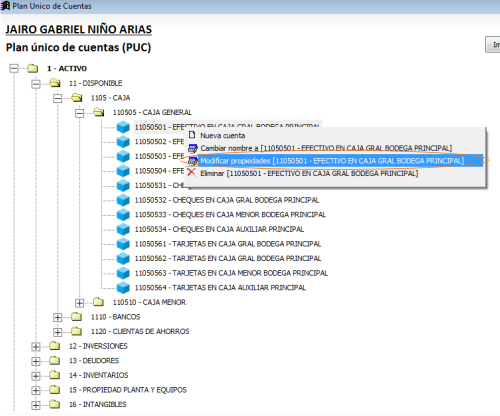 Plan Unico de Cuentas
JAIRO GABRIEL NIÑO ARIAS
Plan único de cuentas (PUC)
1 - ACTIVO
11 - DISPONIBLE
1105 - CAJA
110505 - CAJA GENERAL
11050501 - EFECTIVO EN CAJA GRAL BODEGA PRINCIPAL
Nueva cuenta
11050502 - EFE
Cambiar nombre a [11050501 - EFECTIVO EN CAJA GRAL BODEGA PRINCIPAL]
11050503 - EFE
Modificar propiedades [11050501 - EFECTIVO EN CAJA GRAL BODEGA PRINCIPAL]
11050504 - EFE
Eliminar [11050501 - EFECTIVO EN CAJA GRAL BODEGA PRINCIPAL]
11050531 - CHE
11050532 - CHEQUES EN CAJA GRAL BODEGA PRINCIPAL
11050533 - CHEQUES EN CAJA MENOR BODEGA PRINCIPAL
11050534 - CHEQUES EN CAJA AUXILIAR PRINCIPAL
11050561 - TARJETAS EN CAJA GRAL BODEGA PRINCIPAL
11050562 - TARJETAS EN CAJA GRAL BODEGA PRINCIPAL
11050563 - TARJETAS EN CAJA MENOR BODEGA PRINCIPAL
11050564 - TARJETAS EN CAJA AUXILIAR PRINCIPAL
110510 - CAJA MENOR
1110 - BANCOS
1120 - CUENTAS DE AHORROS
12 - INVERSIONES
13 - DEUDORES
14 - INVENTARIOS
15 - PROPIEDAD PLANTA Y EQUIPOS
16 - INTANGIBLES